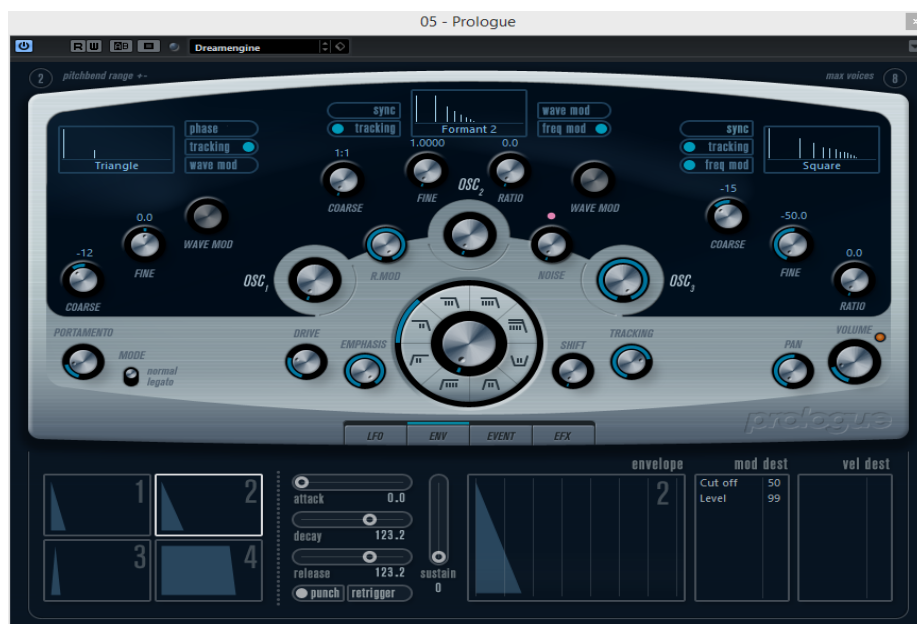 05 - Prologue
R W
A B
Dreamengine
2 pitchbend range +-
max voices 8
phase
tracking
wave mod
Triangle
sync
tracking
Formant 2
wave mod
freq mod
sync
tracking
freq mod
Square
-12
COARSE
0.0
FINE
WAVE MOD
1:1
COARSE
1.0000
FINE
OSC2
0.0
RATIO
WAVE MOD
-15
COARSE
-50.0
FINE
0.0
RATIO
OSC1
R.MOD
NOISE
OSC3
PORTAMENTO
MODE
normal
legato
DRIVE
EMPHASIS
SHIFT
TRACKING
PAN
VOLUME
prologue
LFO
ENV
EVENT
EFX
1
2
3
4
attack 0.0
decay 123.2
release 123.2
punch retrigger
sustain
0
envelope
2
mod dest
Cut off 50
Level 99
vel dest